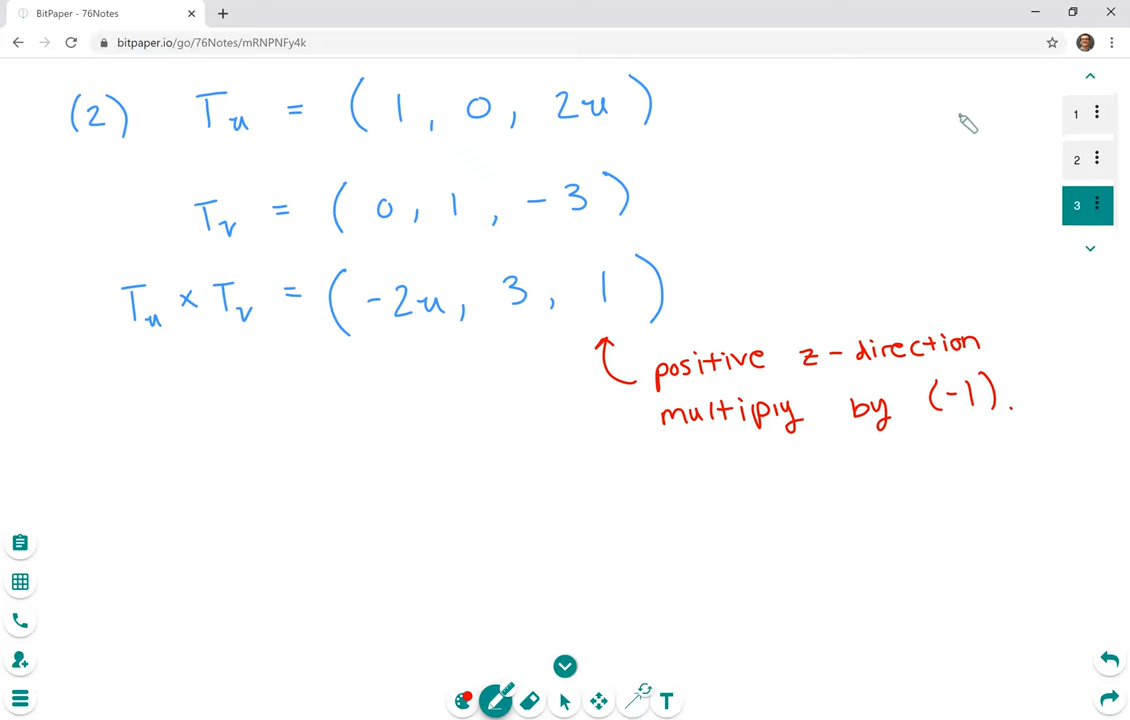 BitPaper - 76Notes
bitpaper.io/go/76Notes/mRNPNFy4k
(2) Tu = (1, 0, 2u)
Tv = (0, 1, -3)
Tu × Tv = (-2u, 3, 1)
positive z-direction
multiply by (-1).
1
2
3
T